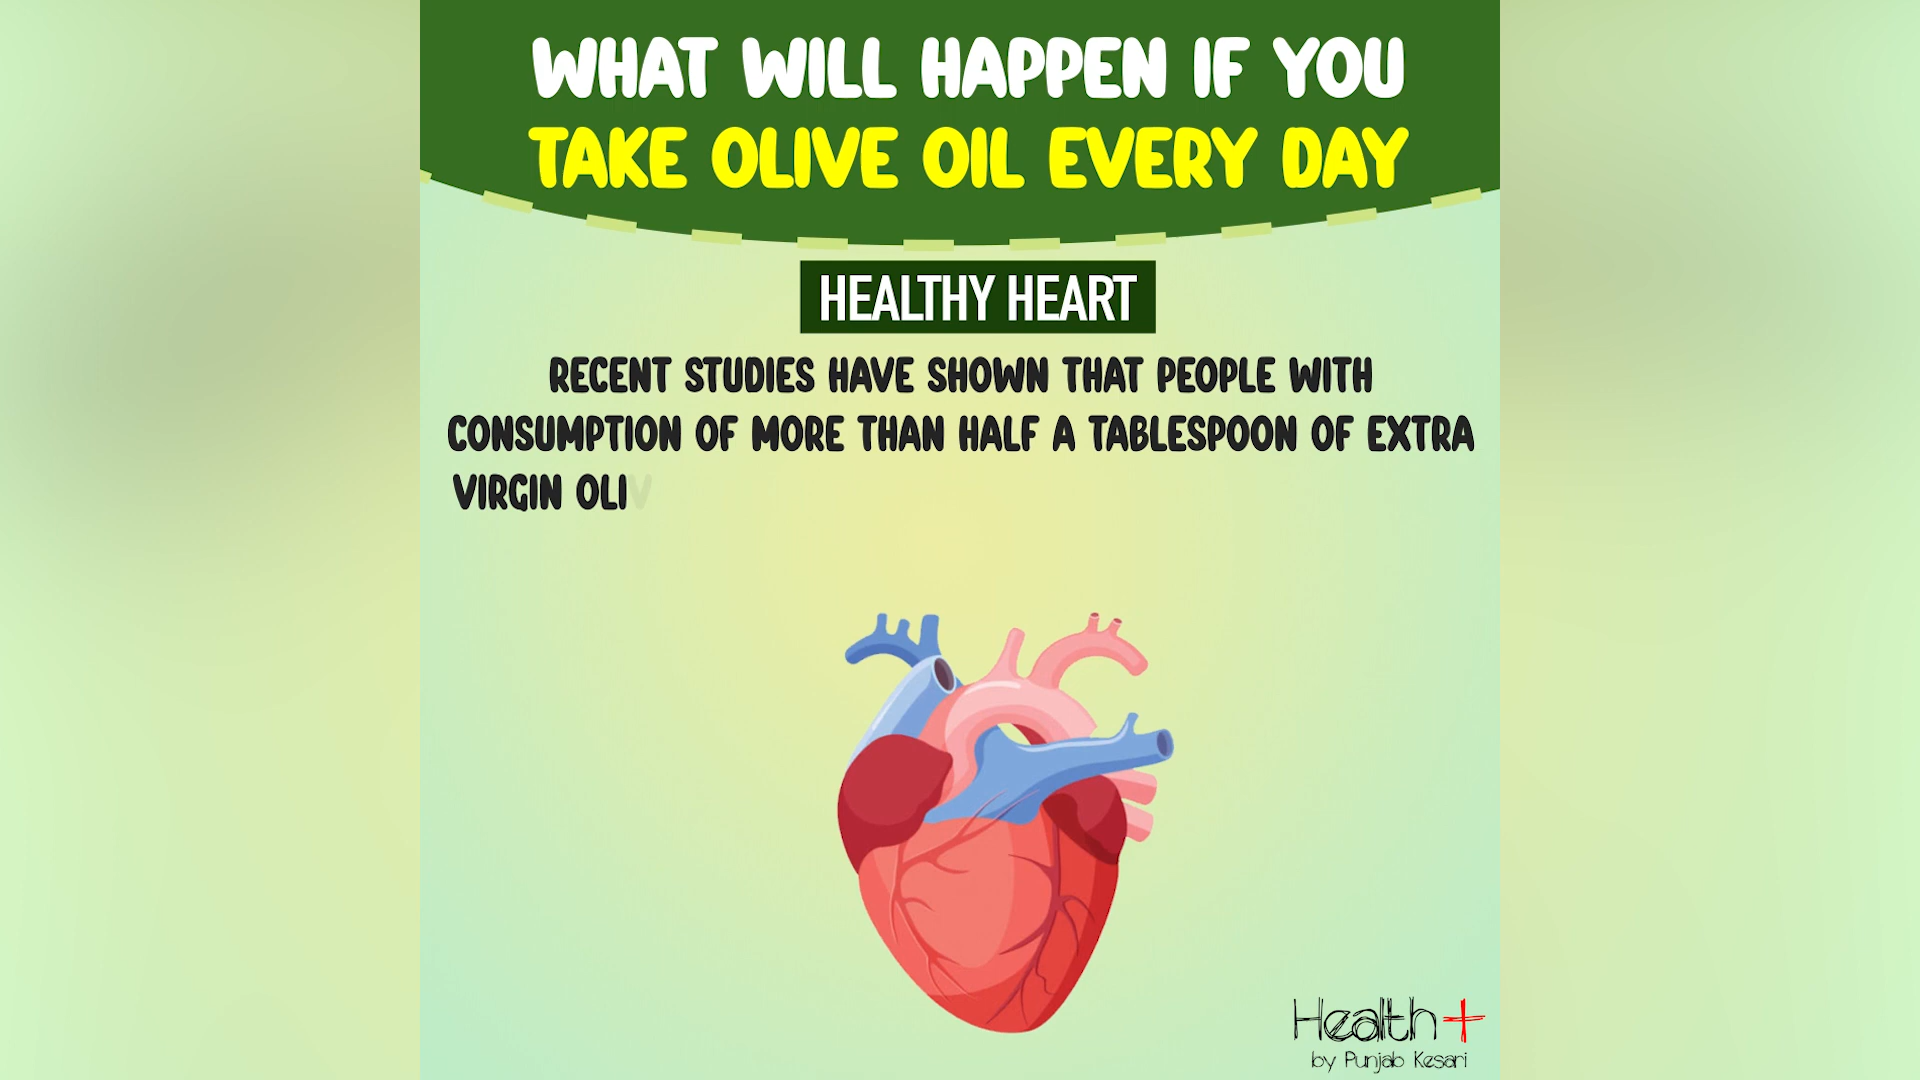 WHAT WILL HAPPEN IF YOU
TAKE OLIVE OIL EVERY DAY
HEALTHY HEART
RECENT STUDIES HAVE SHOWN THAT PEOPLE WITH
CONSUMPTION OF MORE THAN HALF A TABLESPOON OF EXTRA
VIRGIN OLIV
Health+
by Punjab Kesari